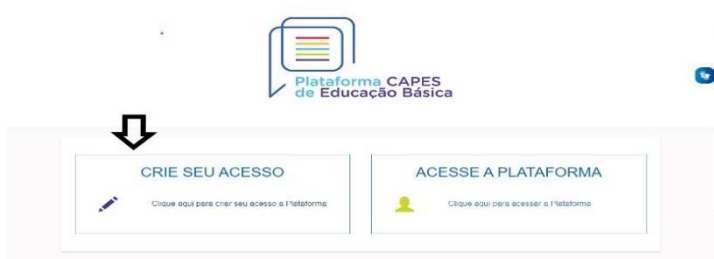 Plataforma CAPES
de Educação Básica
CRIE SEU ACESSO
Clique aqui para criar seu acesso a Plataforma
ACESSE A PLATAFORMA
Clique aqui para acessar a Plataforma